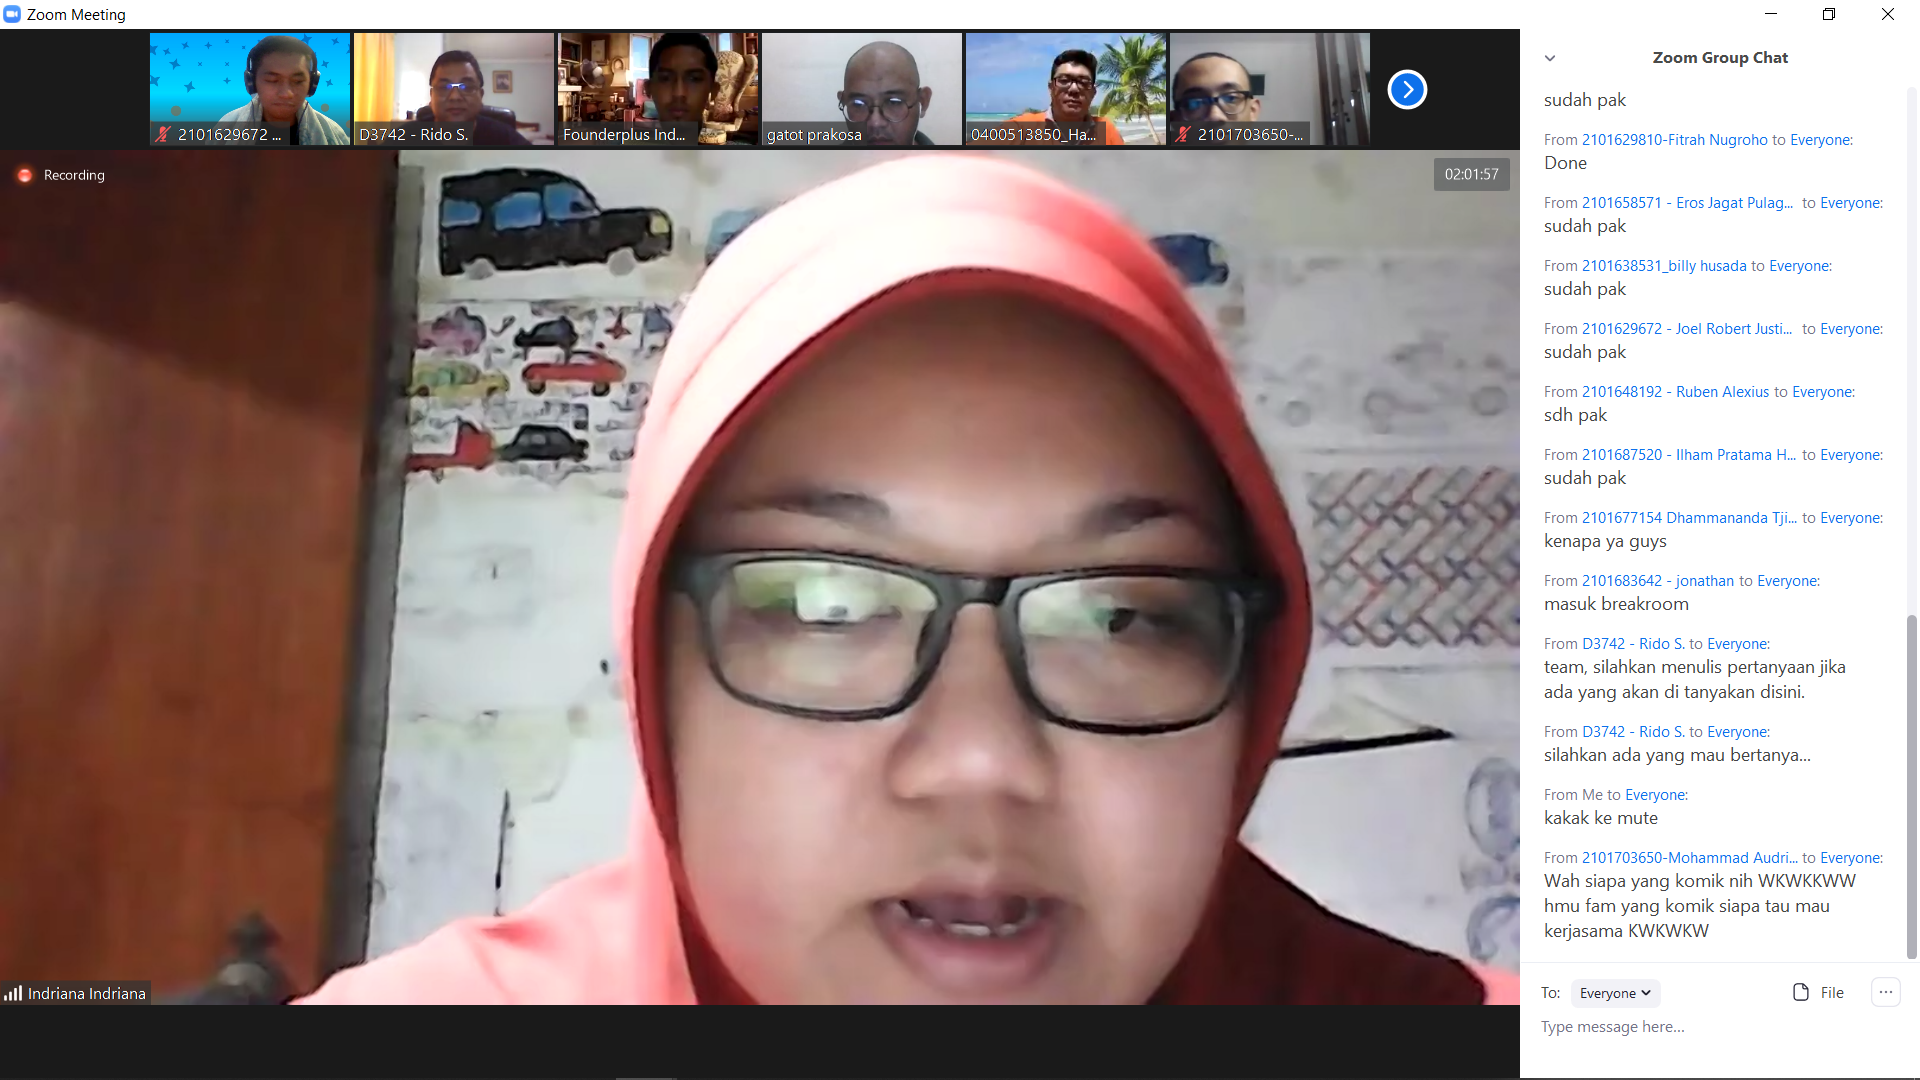 Zoom Meeting
2101629672 ...
D3742 - Rido S.
Founderplus Ind...
gatot prakosa
0400513850_Ha...
2101703650-...
Recording
02:01:57
Indriana Indriana
Zoom Group Chat
sudah pak
From 2101629810-Fitrah Nugroho to Everyone:
Done
From 2101658571 - Eros Jagat Pulag... to Everyone:
sudah pak
From 2101638531_billy husada to Everyone:
sudah pak
From 2101629672 - Joel Robert Justi... to Everyone:
sudah pak
From 2101648192 - Ruben Alexius to Everyone:
sdh pak
From 2101687520 - Ilham Pratama H... to Everyone:
sudah pak
From 2101677154 Dhammananda Tji... to Everyone:
kenapa ya guys
From 2101683642 - jonathan to Everyone:
masuk breakroom
From D3742 - Rido S. to Everyone:
team, silahkan menulis pertanyaan jika
ada yang akan di tanyakan disini.
From D3742 - Rido S. to Everyone:
silahkan ada yang mau bertanya...
From Me to Everyone:
kakak ke mute
From 2101703650-Mohammad Audri... to Everyone:
Wah siapa yang komik nih WKWKKWW
hmu fam yang komik siapa tau mau
kerjasama KWKWKW
To: Everyone
File
Type message here...